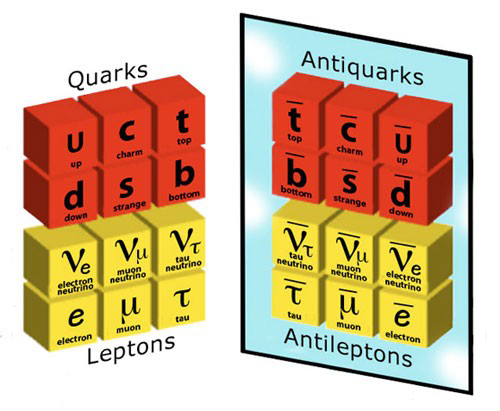 Quarks
u c t
up charm top
d s b
down strange bottom
νe νμ ντ
electron neutrino muon neutrino tau neutrino
e μ τ
electron muon tau
Leptons
Antiquarks
t̅ c̅ u̅
top charm up
b̅ s̅ d̅
bottom strange down
ν̅τ ν̅μ ν̅e
tau neutrino muon neutrino electron neutrino
τ̅ μ̅ e̅
tau muon electron
Antileptons